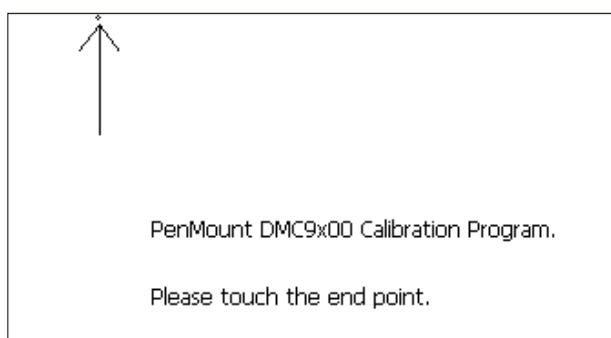 PenMount DMC9x00 Calibration Program.
Please touch the end point.